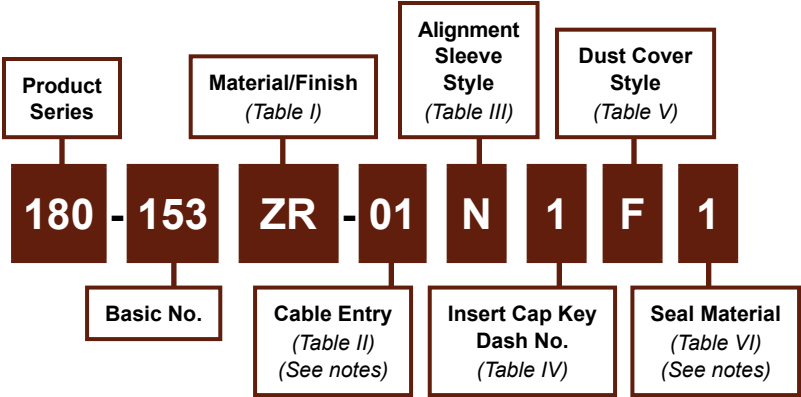 Product
Series
Material/Finish
(Table I)
Alignment
Sleeve
Style
(Table III)
Dust Cover
Style
(Table V)
180 - 153 ZR - 01 N 1 F 1
Basic No.
Cable Entry
(Table II)
(See notes)
Insert Cap Key
Dash No.
(Table IV)
Seal Material
(Table VI)
(See notes)